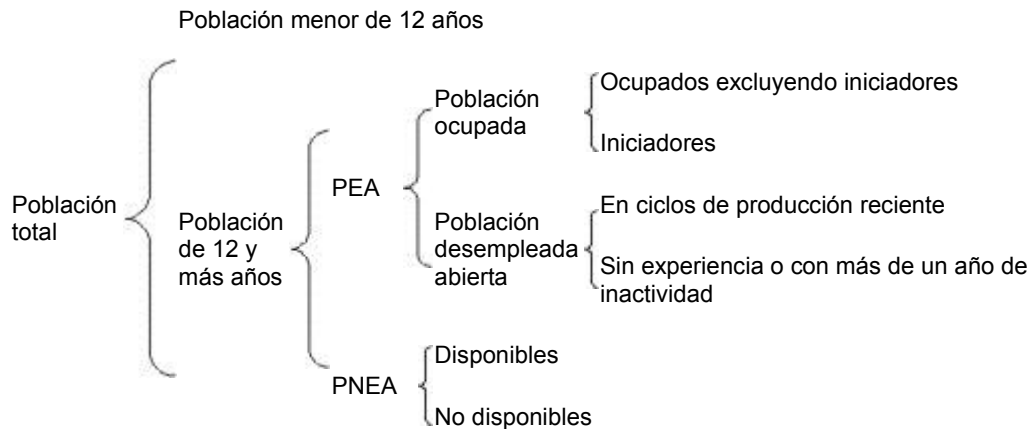 Población menor de 12 años
Población
total
Población
de 12 y
más años
PEA
Población
ocupada
Ocupados excluyendo iniciadores
Iniciadores
Población
desempleada
abierta
En ciclos de producción reciente
Sin experiencia o con más de un año de
inactividad
PNEA
Disponibles
No disponibles